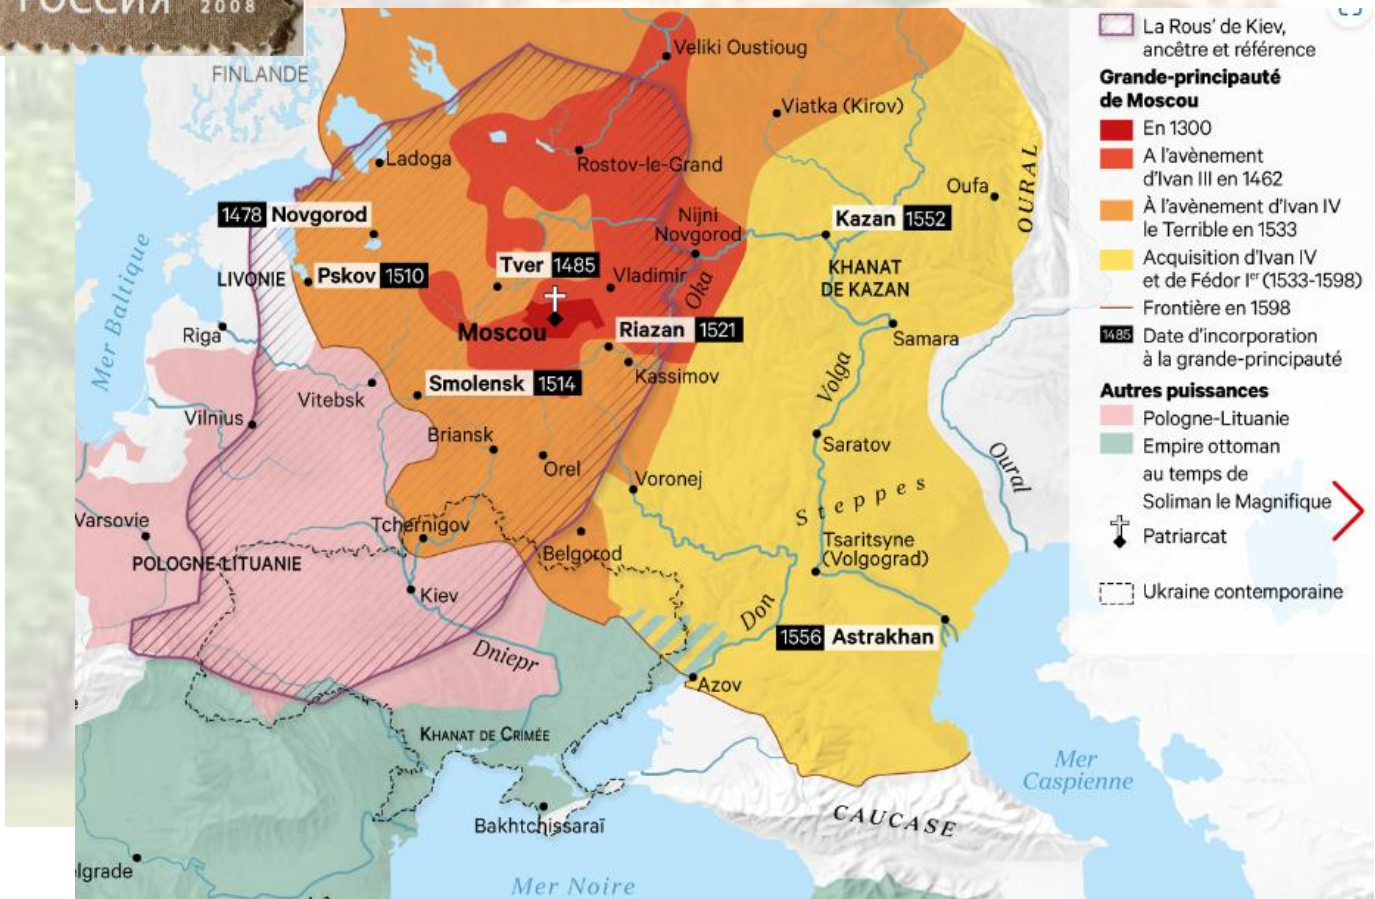 РОССИЯ 2008
FINLANDE
Veliki Oustioug
Viatka (Kirov)
Ladoga
Rostov-le-Grand
Oufa
OURAL
1478 Novgorod
Nijni
Novgorod
Kazan 1552
Mer Baltique
LIVONIE
Pskov 1510
Tver 1485
Vladimir
Oka
KHANAT
DE KAZAN
Riga
Moscou
Riazan 1521
Samara
Kassimov
Volga
Smolensk 1514
Vitebsk
Vilnius
Briansk
Orel
Saratov
Oural
Voronej
Steppes
Varsovie
Tchernigov
Belgorod
Tsaritsyne
(Volgograd)
POLOGNE-LITUANIE
Kiev
Don
1556 Astrakhan
Dniepr
Azov
KHANAT DE CRIMÉE
Mer
Caspienne
Bakhtchissaraï
CAUCASE
elgrade
Mer Noire
La Rous' de Kiev,
ancêtre et référence
Grande-principauté
de Moscou
En 1300
A l'avènement
d'Ivan III en 1462
À l'avènement d'Ivan IV
le Terrible en 1533
Acquisition d'Ivan IV
et de Fédor Ier (1533-1598)
Frontière en 1598
1485 Date d'incorporation
à la grande-principauté
Autres puissances
Pologne-Lituanie
Empire ottoman
au temps de
Soliman le Magnifique
Patriarcat
Ukraine contemporaine